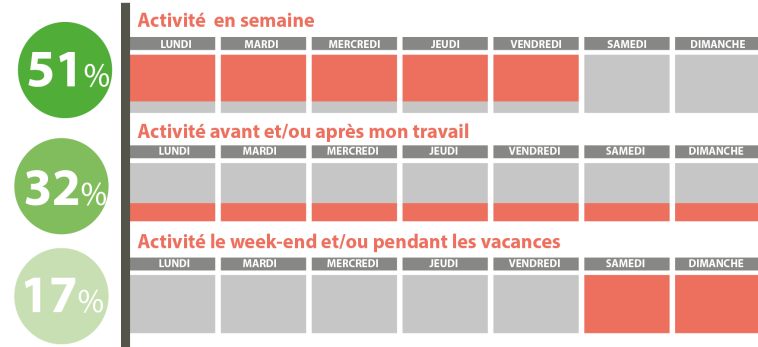 Activité en semaine
LUNDI MARDI MERCREDI JEUDI VENDREDI SAMEDI DIMANCHE
51%
Activité avant et/ou après mon travail
LUNDI MARDI MERCREDI JEUDI VENDREDI SAMEDI DIMANCHE
32%
Activité le week-end et/ou pendant les vacances
LUNDI MARDI MERCREDI JEUDI VENDREDI SAMEDI DIMANCHE
17%